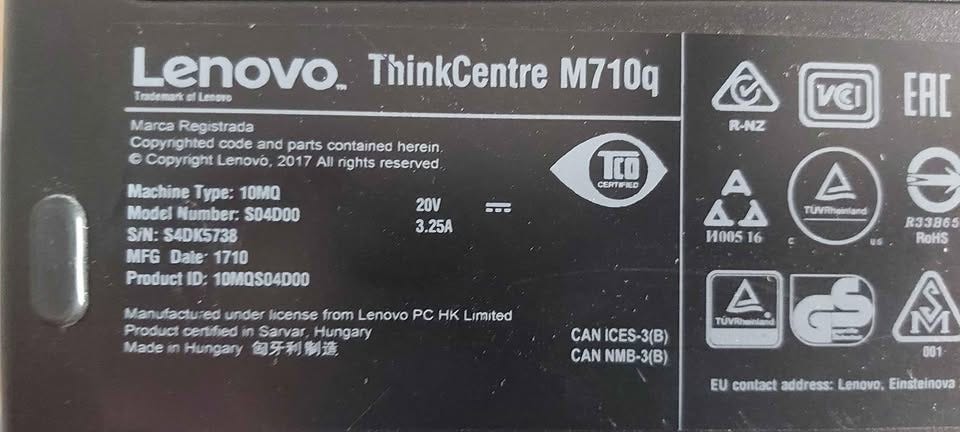 Lenovo™ ThinkCentre M710q
Trademark of Lenovo
Marca Registrada
Copyrighted code and parts contained herein.
© Copyright Lenovo, 2017 All rights reserved.
Machine Type: 10MQ
Model Number: S04D00
S/N: S4DK5738
MFG Date: 1710
Product ID: 10MQS04D00
20V
3.25A
TCO
CERTIFIED
Manufactured under license from Lenovo PC HK Limited
Product certified in Sarvar, Hungary
Made in Hungary 匈牙利制造
CAN ICES-3(B)
CAN NMB-3(B)
R-NZ
VCCI
EAC
И005 16
TÜVRheinland
c us
R33B65
RoHS
TÜVRheinland
GS
001
EU contact address: Lenovo, Einsteinova